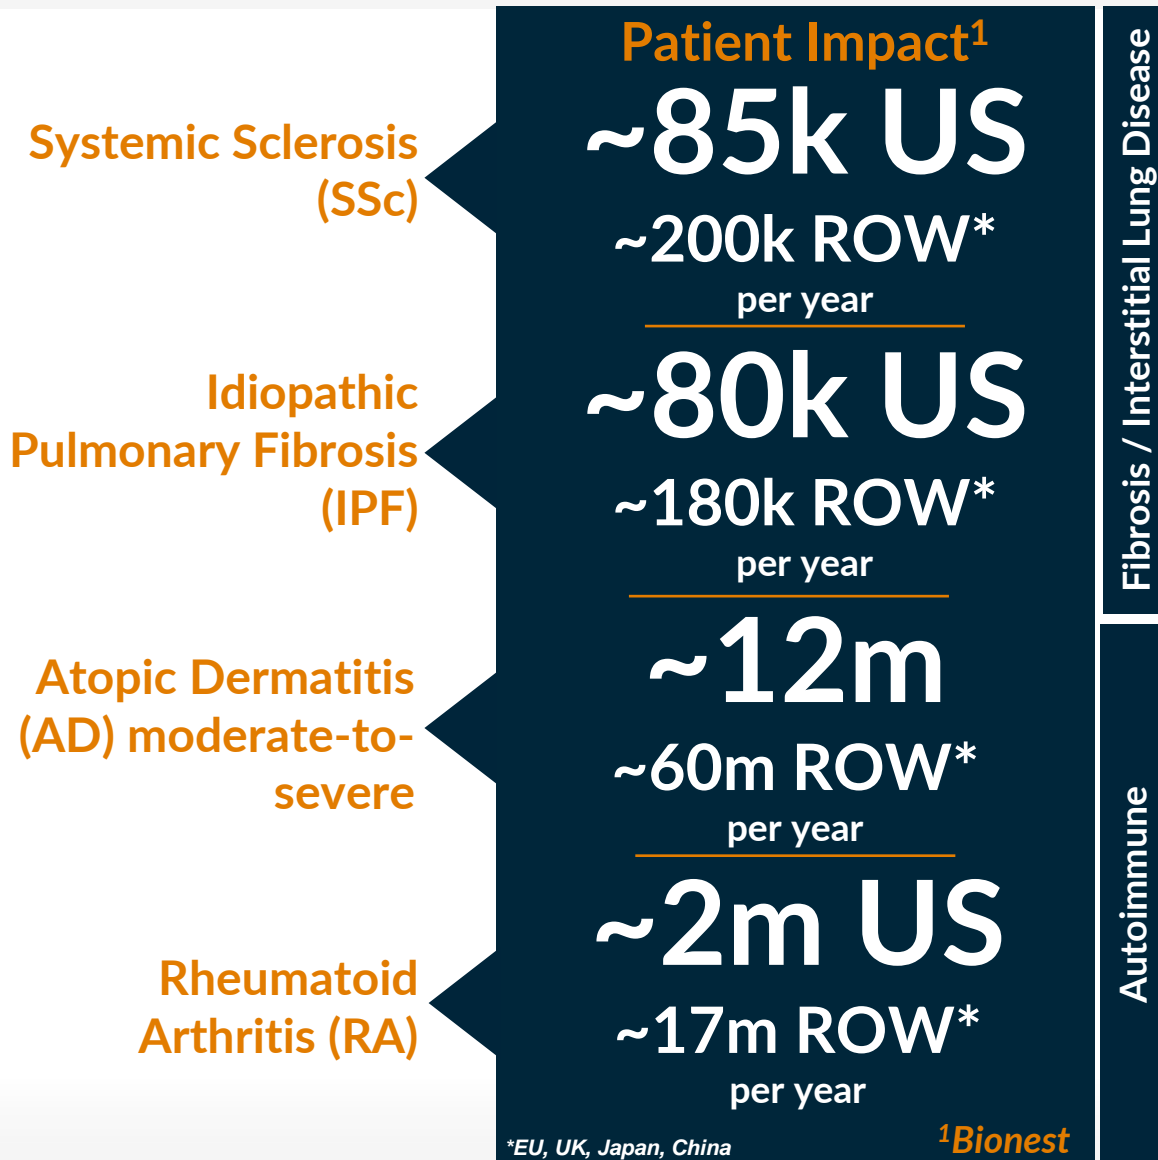 Patient Impact¹
Systemic Sclerosis
(SSc)
~85k US
~200k ROW*
per year
Idiopathic
Pulmonary Fibrosis
(IPF)
~80k US
~180k ROW*
per year
Atopic Dermatitis
(AD) moderate-to-
severe
~12m
~60m ROW*
per year
Rheumatoid
Arthritis (RA)
~2m US
~17m ROW*
per year
*EU, UK, Japan, China
¹Bionest
Fibrosis / Interstitial Lung Disease
Autoimmune